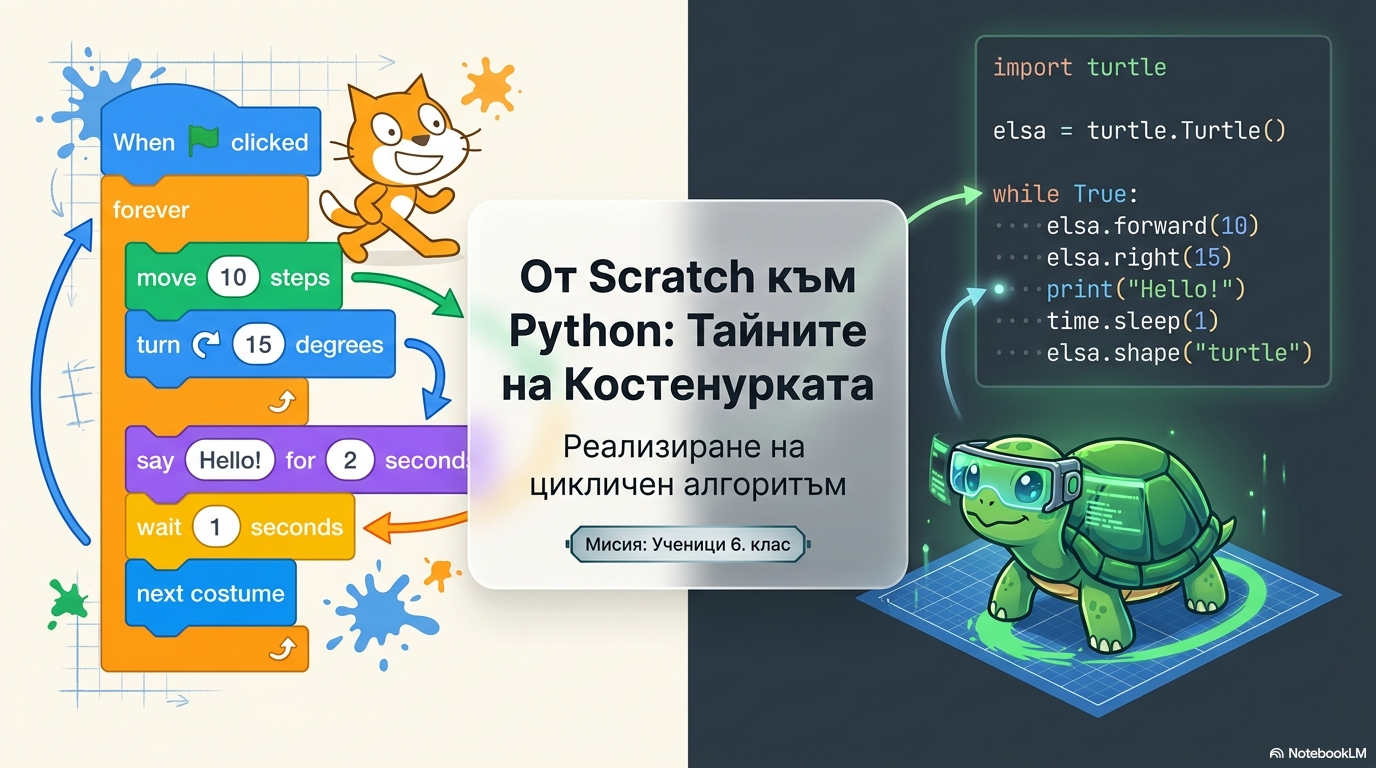 When clicked
forever
move 10 steps
turn 15 degrees
say Hello! for 2 seconds
wait 1 seconds
next costume
От Scratch към
Python: Тайните
на Костенурката
Реализиране на
цикличен алгоритъм
Мисия: Ученици 6. клас
import turtle
elsa = turtle.Turtle()
while True:
····elsa.forward(10)
····elsa.right(15)
····print("Hello!")
····time.sleep(1)
····elsa.shape("turtle")
NotebookLM